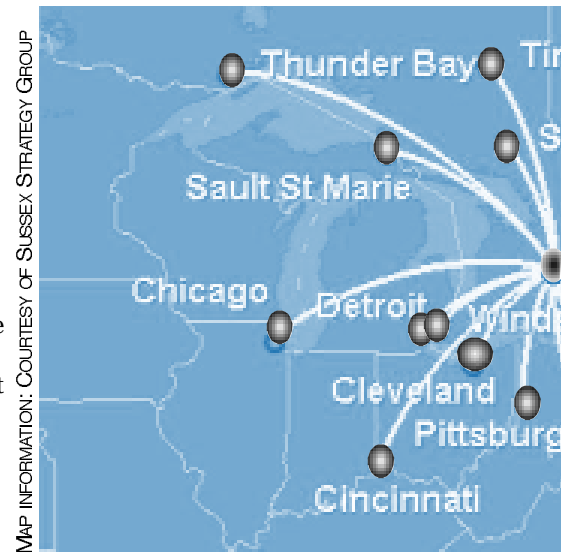 MAP INFORMATION: COURTESY OF SUSSEX STRATEGY GROUP
Thunder Bay
Sault St Marie
Chicago
Detroit
Cleveland
Pittsburg
Cincinnati